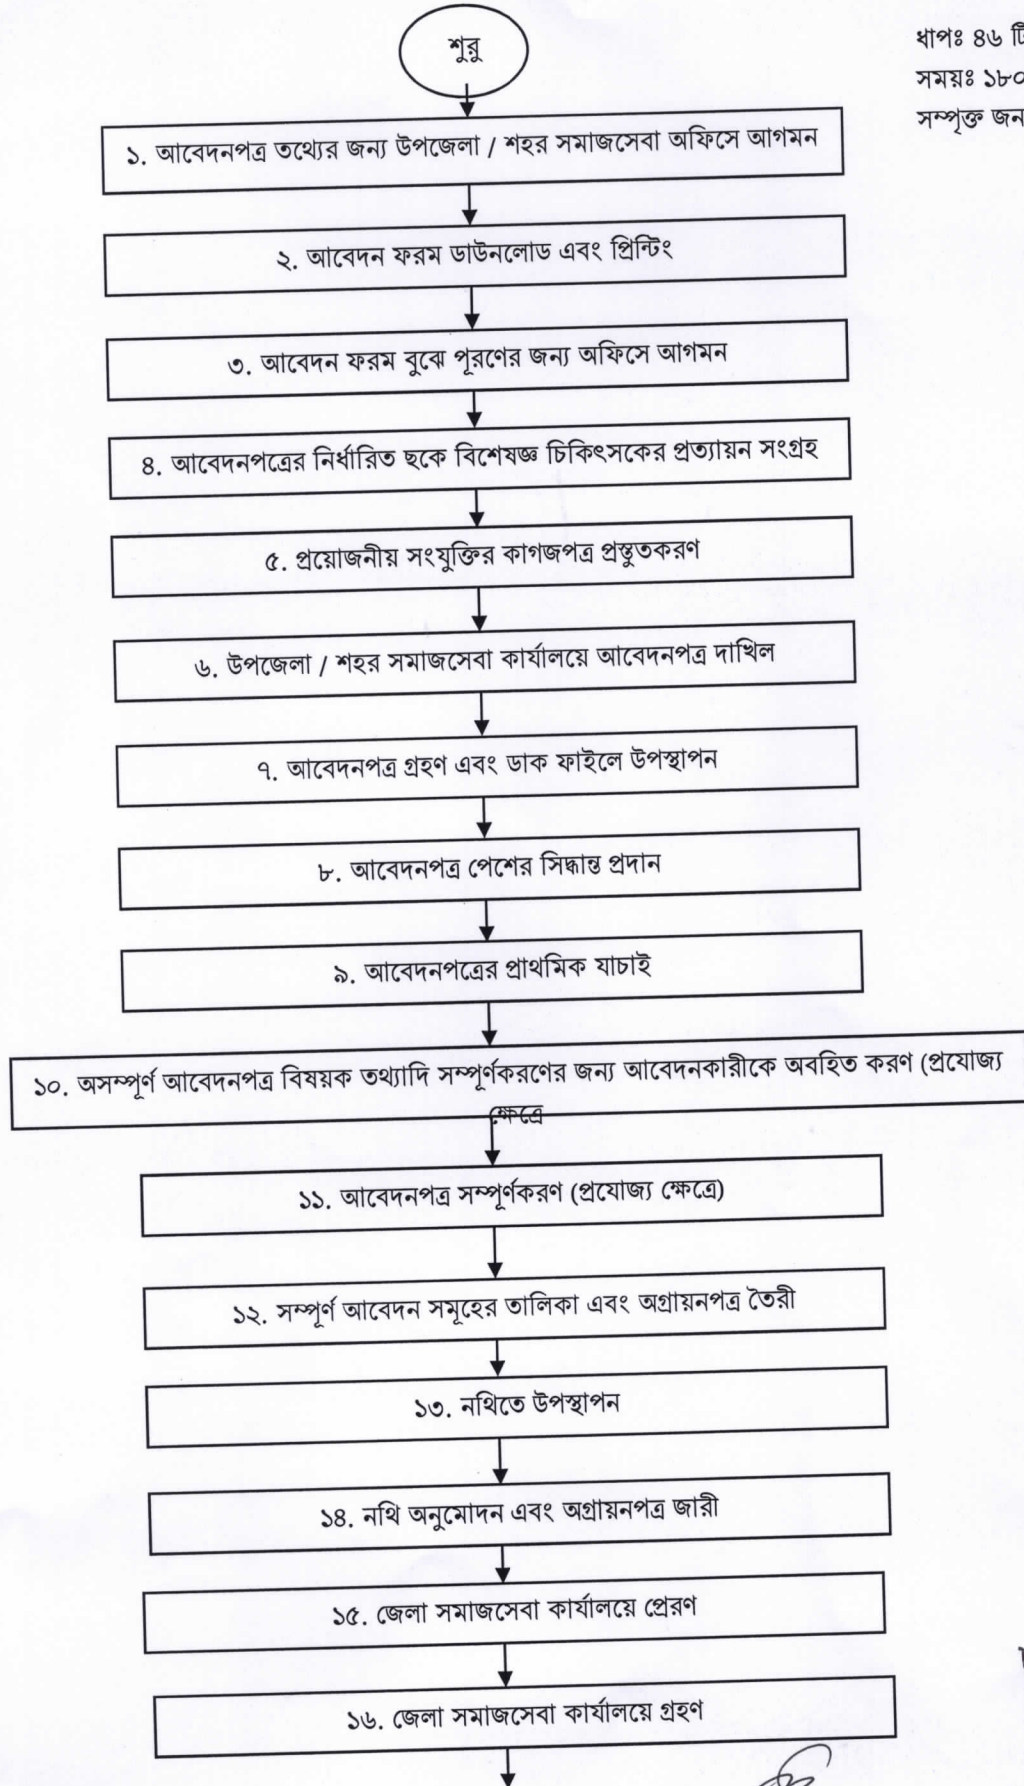 শুরু
ধাপঃ ৪৬
সময়ঃ ১৮০
সম্পৃক্ত জন
১. আবেদনপত্র তথ্যের জন্য উপজেলা / শহর সমাজসেবা অফিসে আগমন
২. আবেদন ফরম ডাউনলোড এবং প্রিন্টিং
৩. আবেদন ফরম বুঝে পূরণের জন্য অফিসে আগমন
৪. আবেদনপত্রের নির্ধারিত ছকে বিশেষজ্ঞ চিকিৎসকের প্রত্যায়ন সংগ্রহ
৫. প্রয়োজনীয় সংযুক্তির কাগজপত্র প্রস্তুতকরণ
৬. উপজেলা / শহর সমাজসেবা কার্যালয়ে আবেদনপত্র দাখিল
৭. আবেদনপত্র গ্রহণ এবং ডাক ফাইলে উপস্থাপন
৮. আবেদনপত্র পেশের সিদ্ধান্ত প্রদান
৯. আবেদনপত্রের প্রাথমিক যাচাই
১০. অসম্পূর্ণ আবেদনপত্র বিষয়ক তথ্যাদি সম্পূর্ণকরণের জন্য আবেদনকারীকে অবহিত করণ (প্রযোজ্য
ক্ষেত্রে
১১. আবেদনপত্র সম্পূর্ণকরণ (প্রযোজ্য ক্ষেত্রে)
১২. সম্পূর্ণ আবেদন সমূহের তালিকা এবং অগ্রায়নপত্র তৈরী
১৩. নথিতে উপস্থাপন
১৪. নথি অনুমোদন এবং অগ্রায়নপত্র জারী
১৫. জেলা সমাজসেবা কার্যালয়ে প্রেরণ
১৬. জেলা সমাজসেবা কার্যালয়ে গ্রহণ